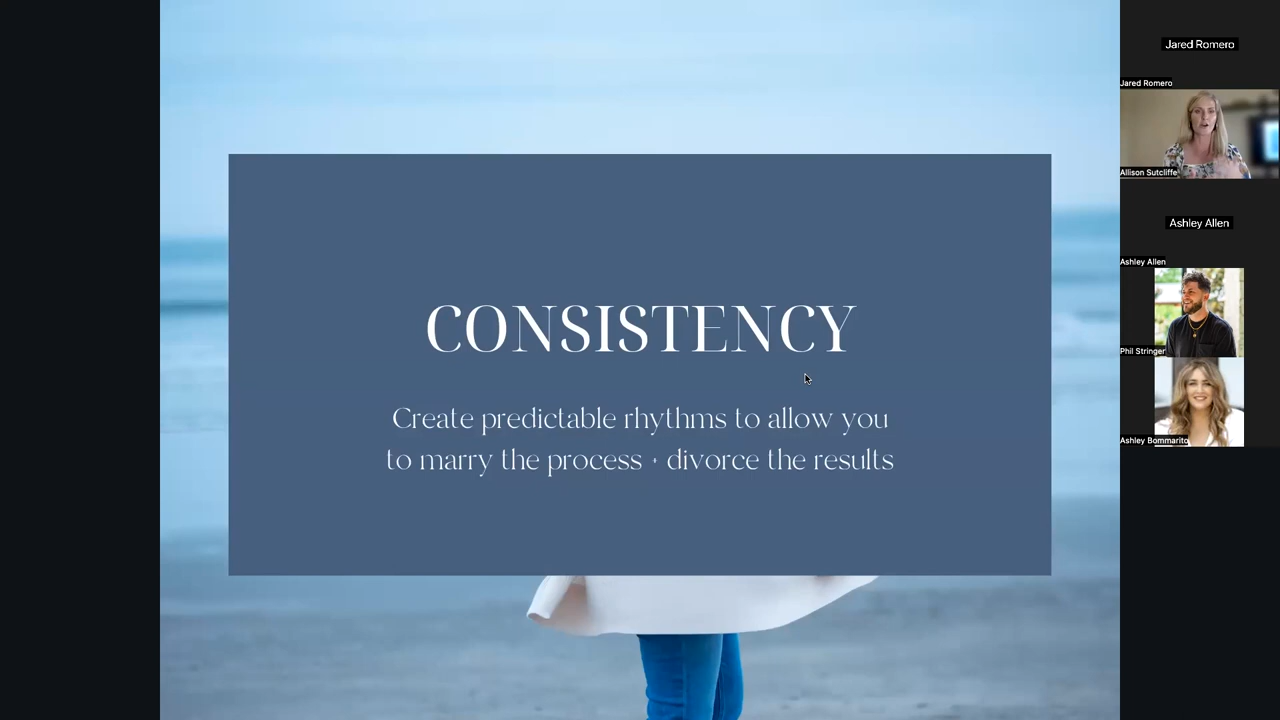 CONSISTENCY
Create predictable rhythms to allow you
to marry the process + divorce the results
Jared Romero
Jared Romero
Allison Sutcliffe
Ashley Allen
Ashley Allen
Phil Stringer
Ashley Bommarito